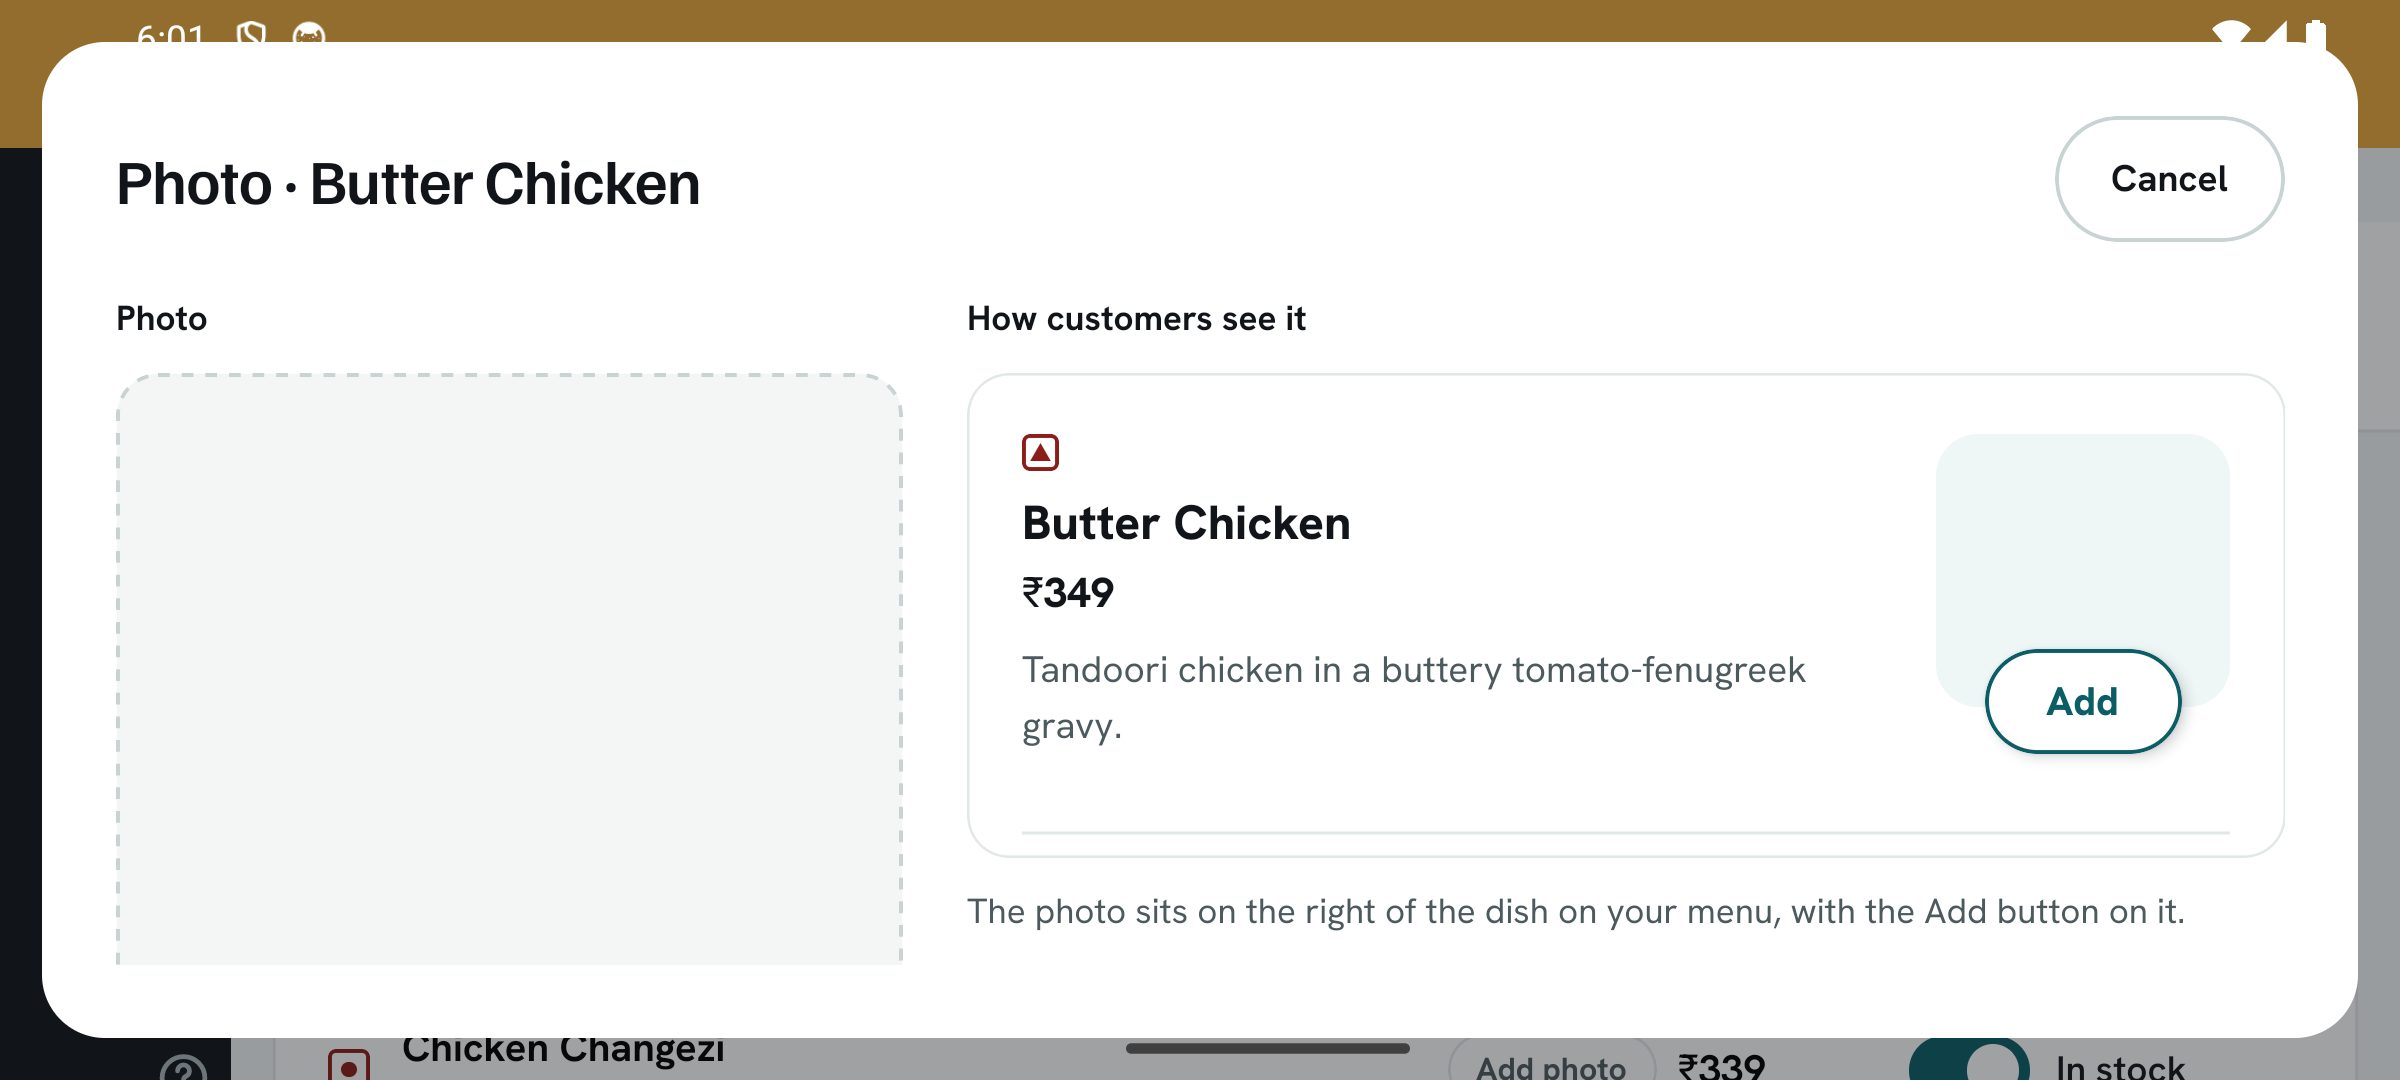 6:01
Photo · Butter Chicken
Cancel
Photo
How customers see it
Butter Chicken
₹349
Tandoori chicken in a buttery tomato-fenugreek
gravy.
Add
The photo sits on the right of the dish on your menu, with the Add button on it.
Chicken Changezi
Add photo
₹339
In stock